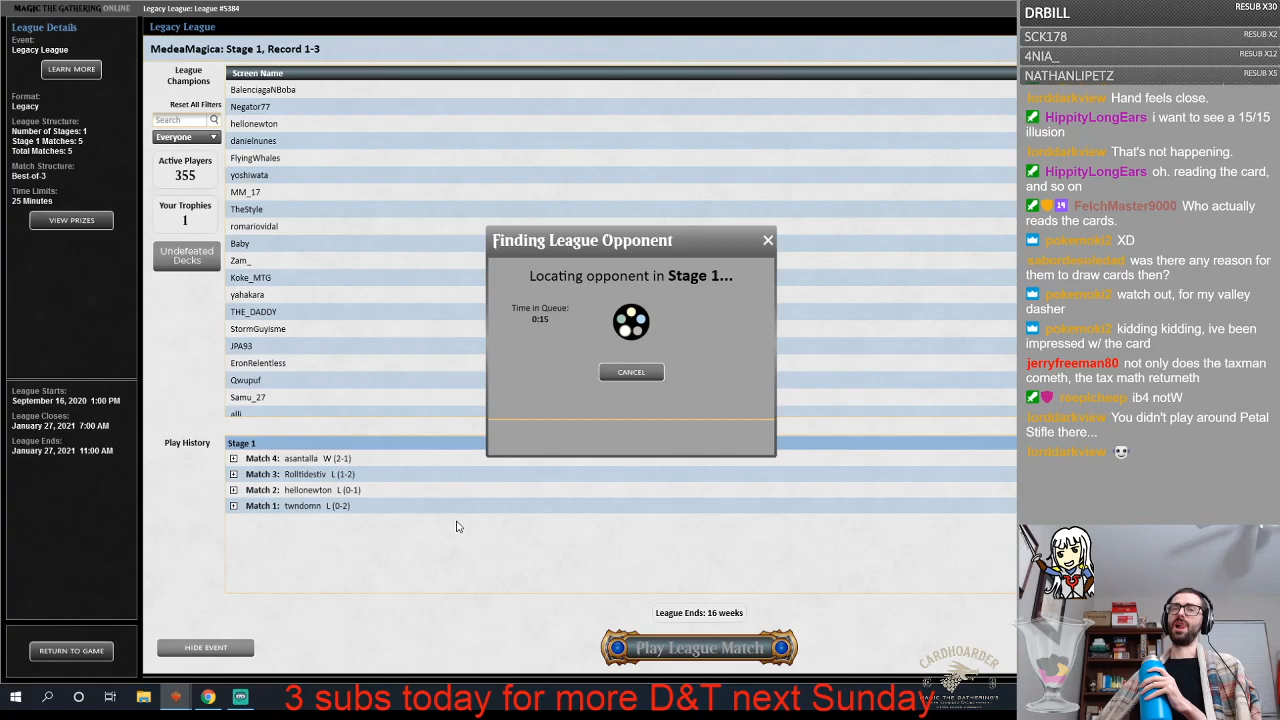 MAGIC THE GATHERING ONLINE
Legacy League: League #5384
League Details
Event:
Legacy League
LEARN MORE
Format:
Legacy
League Structure:
Number of Stages: 1
Stage 1 Matches: 5
Total Matches: 5
Match Structure:
Best-of-3
Time Limits:
25 Minutes
VIEW PRIZES
League Starts:
September 16, 2020 1:00 PM
League Closes:
January 27, 2021 7:00 AM
League Ends:
January 27, 2021 11:00 AM
RETURN TO GAME
Legacy League
MedeaMagica: Stage 1, Record 1-3
League
Champions
Reset All Filters
Search
Everyone
Active Players
355
Your Trophies
1
Undefeated
Decks
Screen Name
BalenciagaNBoba
Negator77
hellonewton
danielnunes
FlyingWhales
yoshiwata
MM_17
TheStyle
romariovidal
Baby
Zam_
Koke_MTG
yahakara
THE_DADDY
StormGuyisme
JPA93
EronRelentless
Qwupuf
Samu_27
alli
Finding League Opponent
Locating opponent in Stage 1...
Time in Queue:
0:15
CANCEL
Play History
Stage 1
Match 4: asantalla W (2-1)
Match 3: Rolltidestiv L (1-2)
Match 2: hellonewton L (0-1)
Match 1: twndomn L (0-2)
League Ends: 16 weeks
HIDE EVENT
Play League Match
DRBILL RESUB X30
SCK178 RESUB X2
4NIA_ RESUB X12
NATHANLIPETZ RESUB X5
lorddarkview Hand feels close.
HippityLongEars i want to see a 15/15
illusion
lorddarkview That's not happening.
HippityLongEars oh. reading the card,
and so on
19 FelchMaster9000 Who actually
reads the cards.
pokemoki2 XD
sabordesoledad was there any reason for
them to draw cards then?
pokemoki2 watch out, for my valley
dasher
pokemoki2 kidding kidding, ive been
impressed w/ the card
jerryfreeman80 not only does the taxman
cometh, the tax math returneth
reeplcheep ib4 notW
lorddarkview You didn't play around Petal
Stifle there...
lorddarkview
CARDHOARDER
3 subs today for more D&T next Sunday